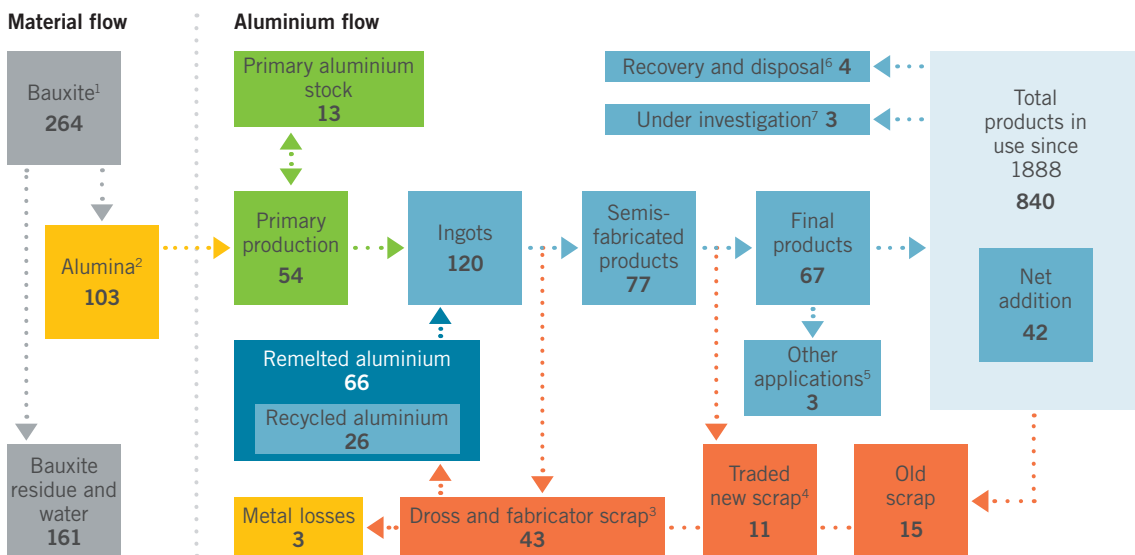 Material flow
Aluminium flow
Bauxite¹
264
Primary aluminium
stock
13
Recovery and disposal⁶ 4
Under investigation⁷ 3
Total
products in
use since
1888
840
Alumina²
103
Primary
production
54
Ingots
120
Semis-
fabricated
products
77
Final
products
67
Net
addition
42
Remelted aluminium
66
Recycled aluminium
26
Other
applications⁵
3
Bauxite
residue and
water
161
Metal losses
3
Dross and fabricator scrap³
43
Traded
new scrap⁴
11
Old
scrap
15